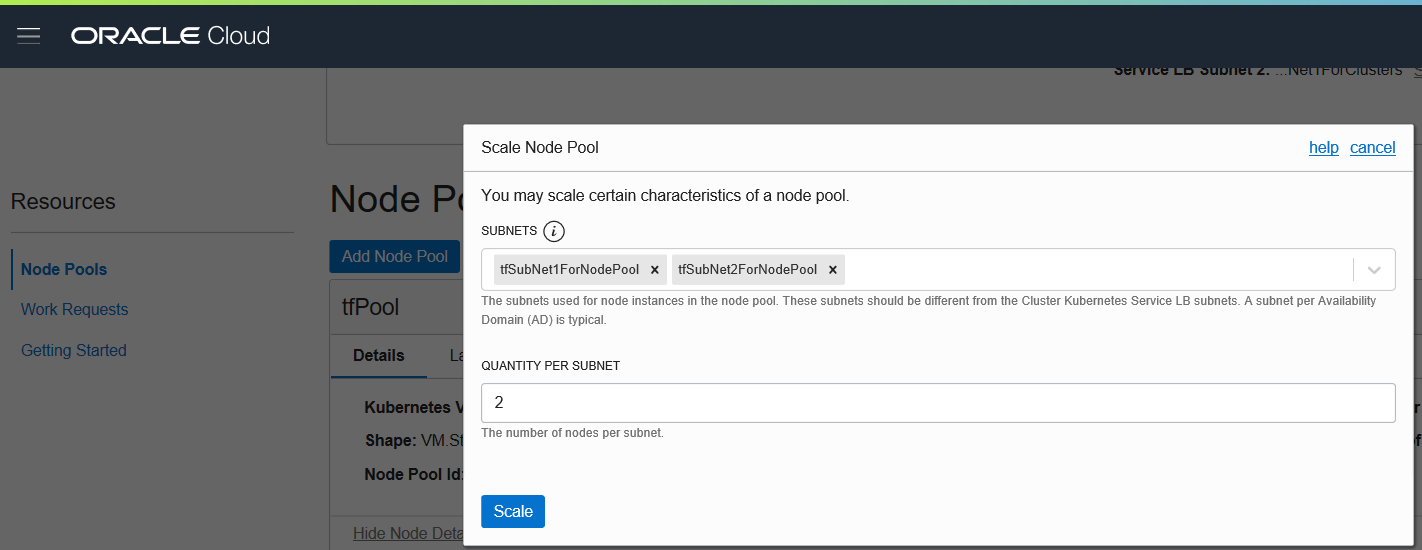 ORACLE Cloud
Service LB Subnet 2: ...Net1ForClusters
Scale Node Pool
help cancel
You may scale certain characteristics of a node pool.
SUBNETS i
tfSubNet1ForNodePool × tfSubNet2ForNodePool ×
The subnets used for node instances in the node pool. These subnets should be different from the Cluster Kubernetes Service LB subnets. A subnet per Availability
Domain (AD) is typical.
QUANTITY PER SUBNET
2
The number of nodes per subnet.
Scale
Resources
Node Pools
Work Requests
Getting Started
Node
Add Node Pool
tfPool
Details
Kubernetes
Shape: VM.St
Node Pool Id:
Hide Node